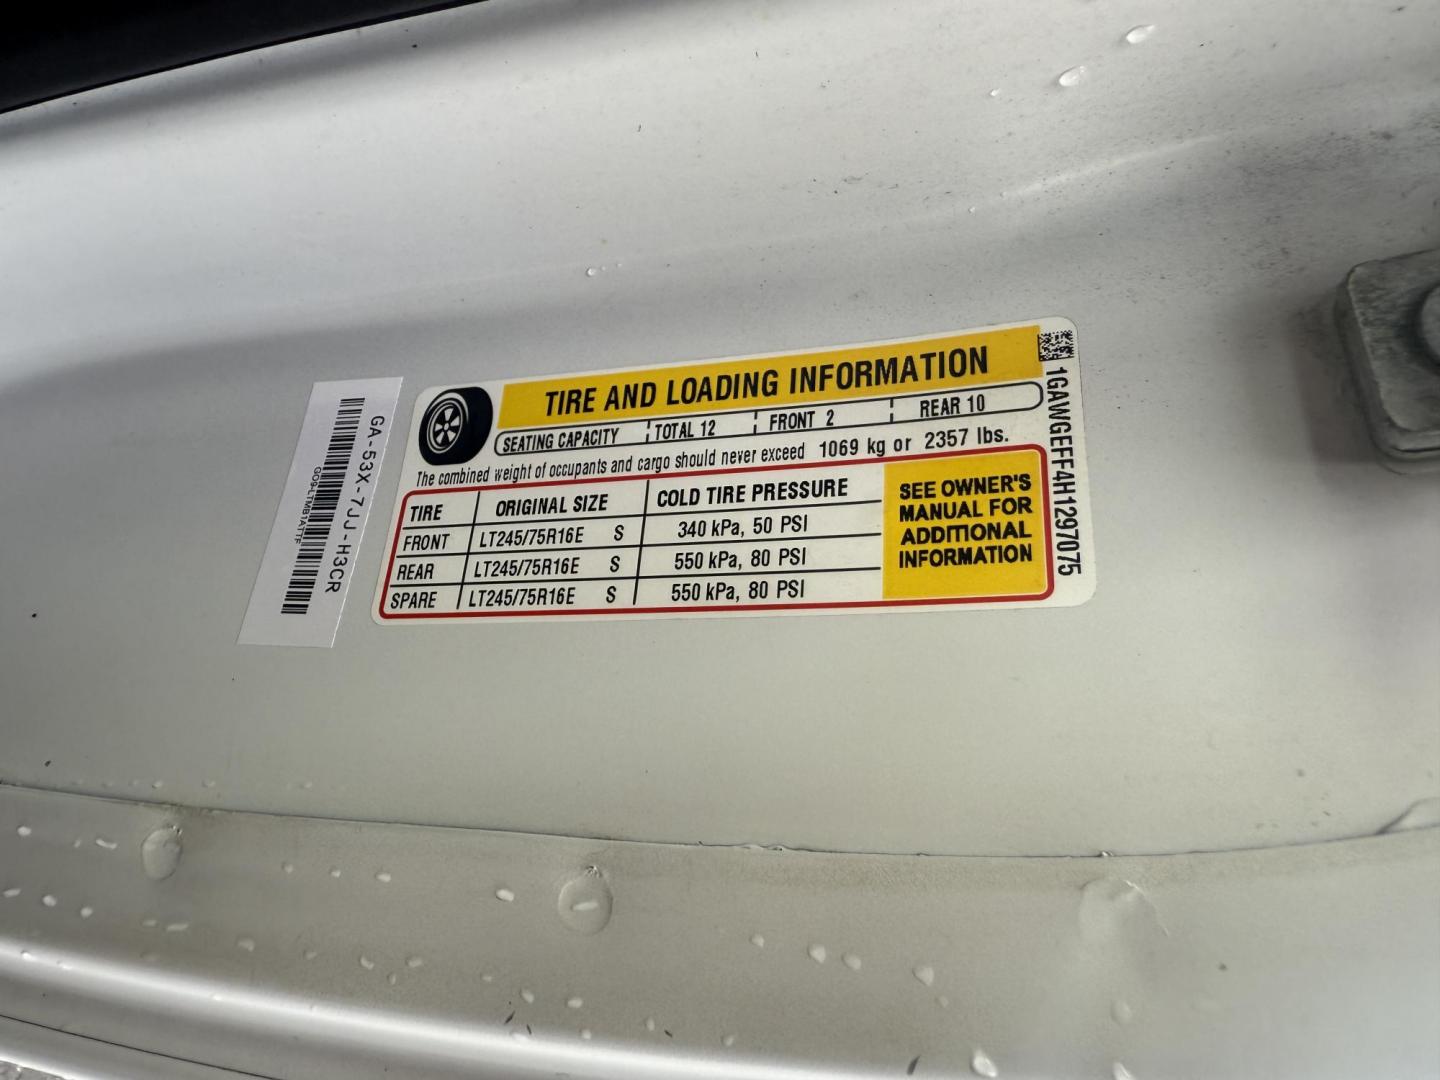 TIRE AND LOADING INFORMATION
SEATING CAPACITY TOTAL 12 FRONT 2 REAR 10
The combined weight of occupants and cargo should never exceed 1069 kg or 2357 lbs.
TIRE ORIGINAL SIZE COLD TIRE PRESSURE
FRONT LT245/75R16E S 340 kPa, 50 PSI
REAR LT245/75R16E S 550 kPa, 80 PSI
SPARE LT245/75R16E S 550 kPa, 80 PSI
SEE OWNER'S
MANUAL FOR
ADDITIONAL
INFORMATION
1GAWGEFF4H1297075
GA-53X-7JJ-H3CR